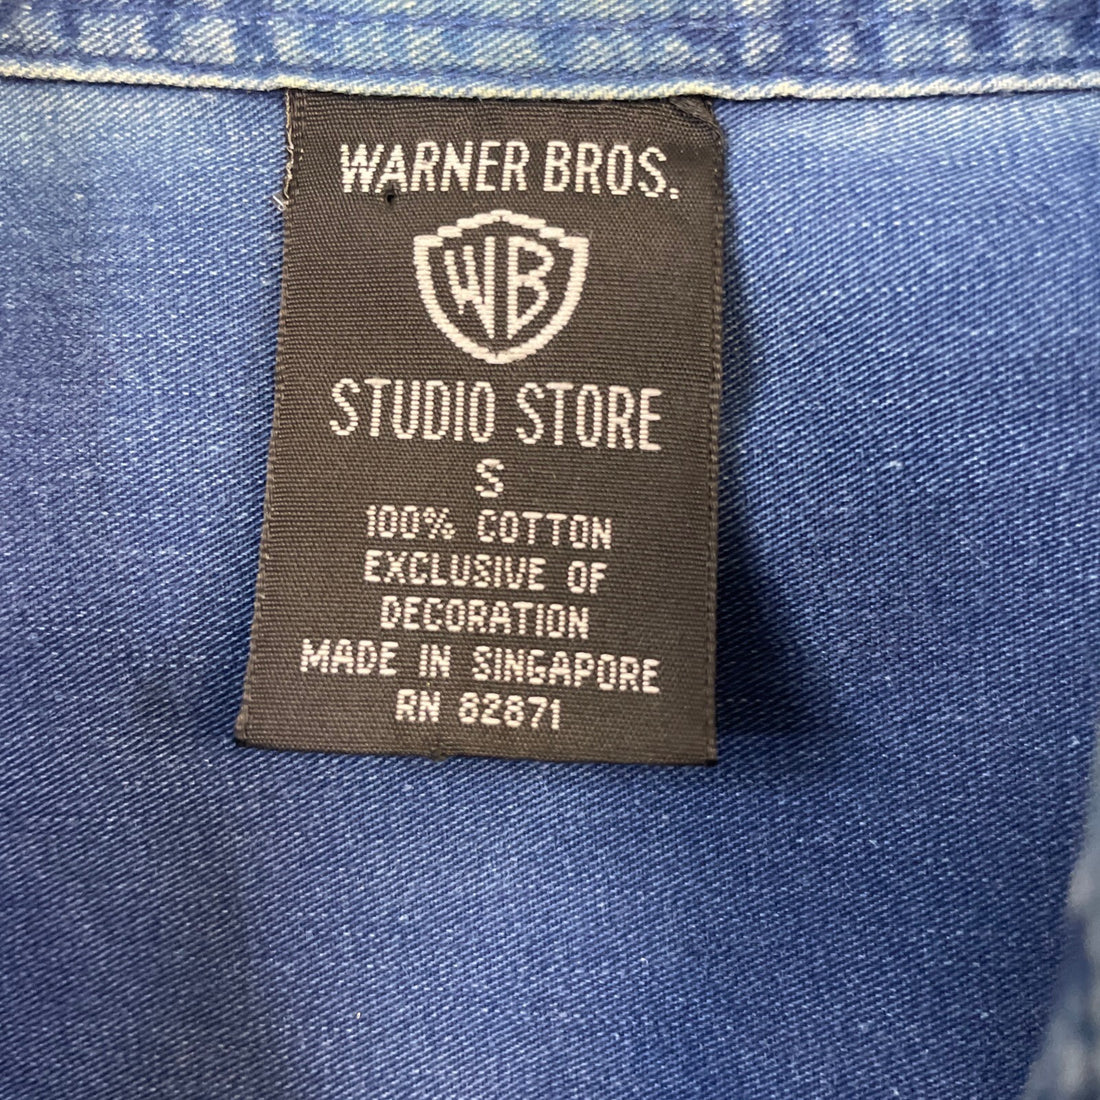 WARNER BROS.
WB
STUDIO STORE
S
100% COTTON
EXCLUSIVE OF
DECORATION
MADE IN SINGAPORE
RN 82871